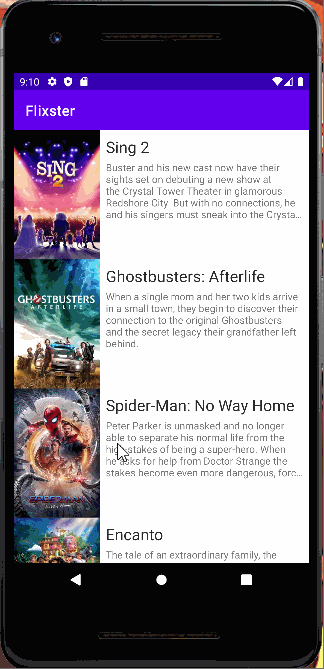 9:10
Flixster
SING
2
Sing 2
Buster and his new cast now have their
sights set on debuting a new show at
the Crystal Tower Theater in glamorous
Redshore City. But with no connections, he
and his singers must sneak into the Crysta...
GHOSTBUSTERS
AFTERLIFE
Ghostbusters: Afterlife
When a single mom and her two kids arrive
in a small town, they begin to discover their
connection to the original Ghostbusters
and the secret legacy their grandfather left
behind.
Spider-Man: No Way Home
Peter Parker is unmasked and no longer
able to separate his normal life from the
high-stakes of being a super-hero. When
he asks for help from Doctor Strange the
stakes become even more dangerous, forc...
SPIDER-MAN
Encanto
The tale of an extraordinary family, the